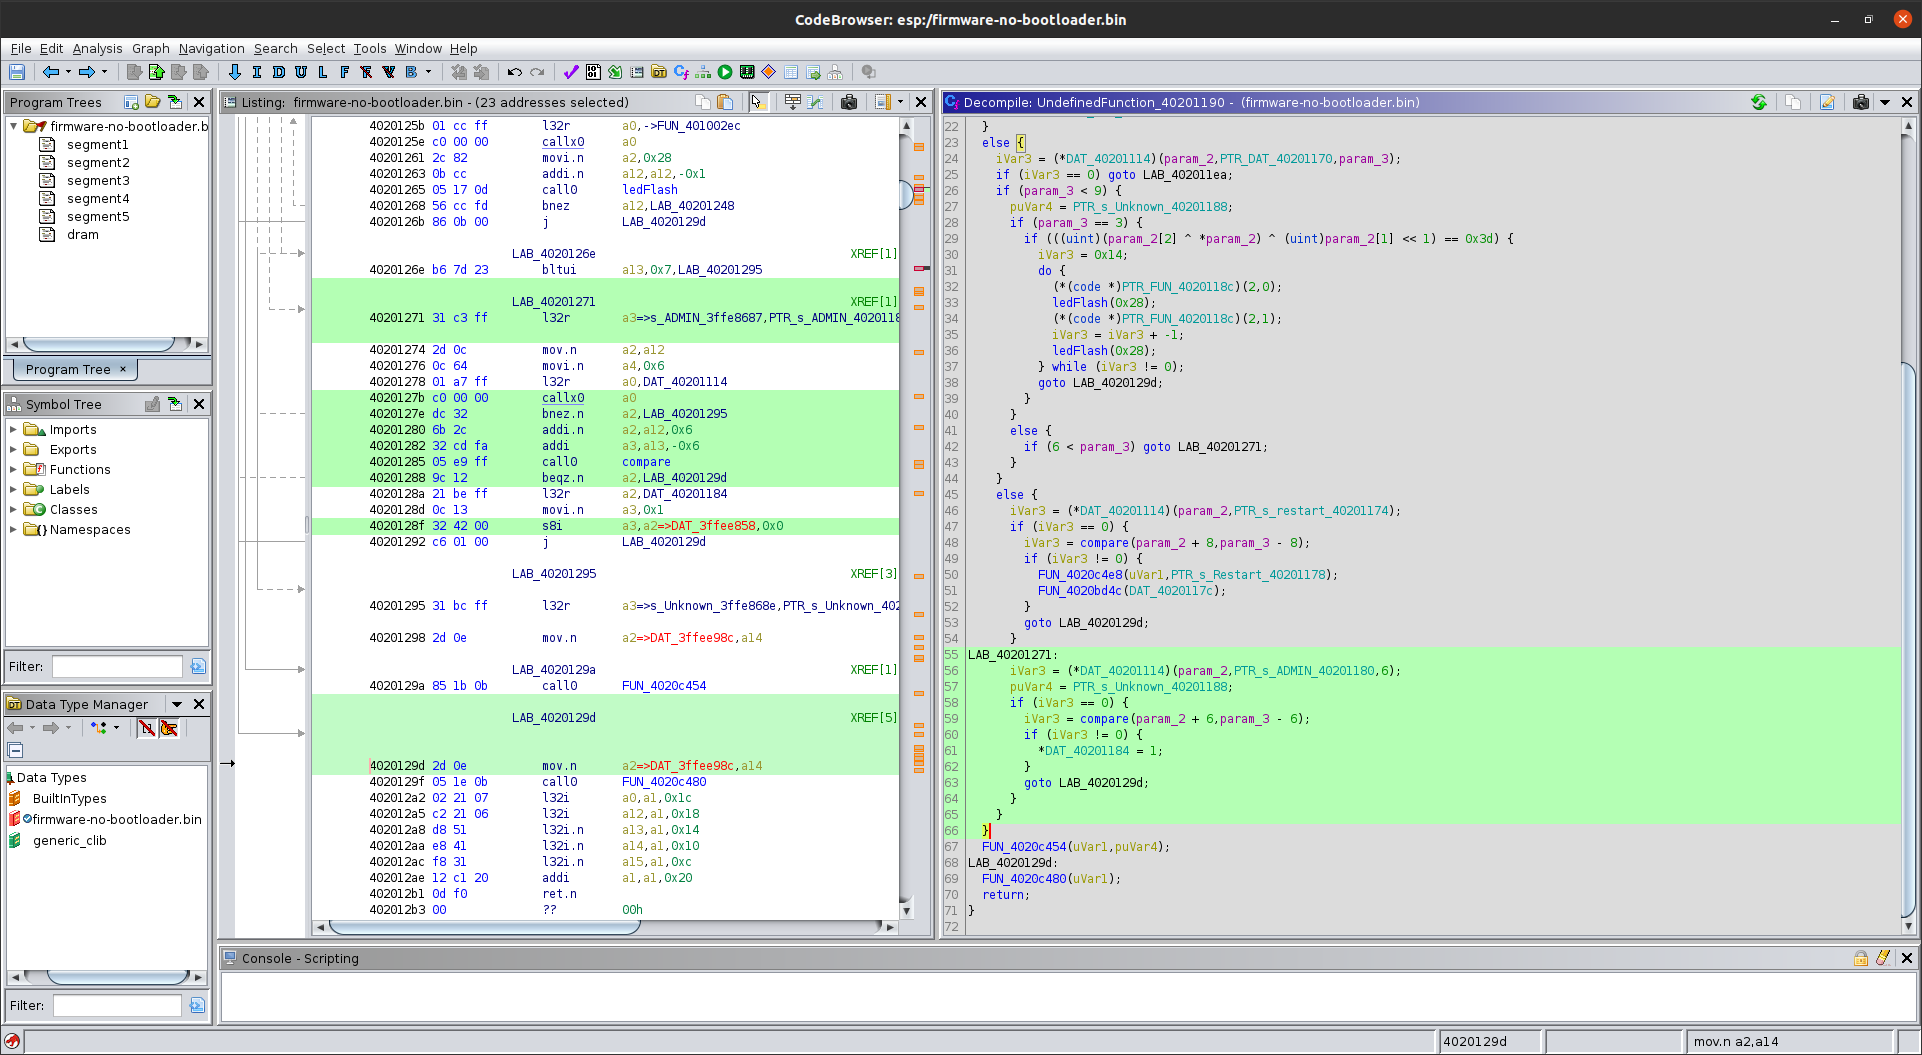 CodeBrowser: esp:/firmware-no-bootloader.bin
File Edit Analysis Graph Navigation Search Select Tools Window Help
I D U L F B
Program Trees
firmware-no-bootloader.b
segment1
segment2
segment3
segment4
segment5
dram
Program Tree ×
Symbol Tree
Imports
Exports
Functions
Labels
Classes
Namespaces
Filter:
Data Type Manager
Data Types
BuiltInTypes
firmware-no-bootloader.bin
generic_clib
Filter:
Listing: firmware-no-bootloader.bin - (23 addresses selected)
4020125b 01 cc ff l32r a0,->FUN_401002ec
4020125e c0 00 00 callx0 a0
40201261 2c 82 movi.n a2,0x28
40201263 0b cc addi.n a12,a12,-0x1
40201265 05 17 0d call0 ledFlash
40201268 56 cc fd bnez a12,LAB_40201248
4020126b 86 0b 00 j LAB_4020129d
LAB_4020126e XREF[1]
4020126e b6 7d 23 bltui a13,0x7,LAB_40201295
LAB_40201271 XREF[1]
40201271 31 c3 ff l32r a3=>s_ADMIN_3ffe8687,PTR_s_ADMIN_4020118
40201274 2d 0c mov.n a2,a12
40201276 0c 64 movi.n a4,0x6
40201278 01 a7 ff l32r a0,DAT_40201114
4020127b c0 00 00 callx0 a0
4020127e dc 32 bnez.n a2,LAB_40201295
40201280 6b 2c addi.n a2,a12,0x6
40201282 32 cd fa addi a3,a13,-0x6
40201285 05 e9 ff call0 compare
40201288 9c 12 beqz.n a2,LAB_4020129d
4020128a 21 be ff l32r a2,DAT_40201184
4020128d 0c 13 movi.n a3,0x1
4020128f 32 42 00 s8i a3,a2=>DAT_3ffee858,0x0
40201292 c6 01 00 j LAB_4020129d
LAB_40201295 XREF[3]
40201295 31 bc ff l32r a3=>s_Unknown_3ffe868e,PTR_s_Unknown_402
40201298 2d 0e mov.n a2=>DAT_3ffee98c,a14
LAB_4020129a XREF[1]
4020129a 85 1b 0b call0 FUN_4020c454
LAB_4020129d XREF[5]
4020129d 2d 0e mov.n a2=>DAT_3ffee98c,a14
4020129f 05 1e 0b call0 FUN_4020c480
402012a2 02 21 07 l32i a0,a1,0x1c
402012a5 c2 21 06 l32i a12,a1,0x18
402012a8 d8 51 l32i.n a13,a1,0x14
402012aa e8 41 l32i.n a14,a1,0x10
402012ac f8 31 l32i.n a15,a1,0xc
402012ae 12 c1 20 addi a1,a1,0x20
402012b1 0d f0 ret.n
402012b3 00 ?? 00h
Decompile: UndefinedFunction_40201190 - (firmware-no-bootloader.bin)
22 }
23 else {
24 iVar3 = (*DAT_40201114)(param_2,PTR_DAT_40201170,param_3);
25 if (iVar3 == 0) goto LAB_402011ea;
26 if (param_3 < 9) {
27 puVar4 = PTR_s_Unknown_40201188;
28 if (param_3 == 3) {
29 if (((uint)(param_2[2] ^ *param_2) ^ (uint)param_2[1] << 1) == 0x3d) {
30 iVar3 = 0x14;
31 do {
32 (*(code *)PTR_FUN_4020118c)(2,0);
33 ledFlash(0x28);
34 (*(code *)PTR_FUN_4020118c)(2,1);
35 iVar3 = iVar3 + -1;
36 ledFlash(0x28);
37 } while (iVar3 != 0);
38 goto LAB_4020129d;
39 }
40 }
41 else {
42 if (6 < param_3) goto LAB_40201271;
43 }
44 }
45 else {
46 iVar3 = (*DAT_40201114)(param_2,PTR_s_restart_40201174);
47 if (iVar3 == 0) {
48 iVar3 = compare(param_2 + 8,param_3 - 8);
49 if (iVar3 != 0) {
50 FUN_4020c4e8(uVar1,PTR_s_Restart_40201178);
51 FUN_4020bd4c(DAT_4020117c);
52 }
53 goto LAB_4020129d;
54 }
55 LAB_40201271:
56 iVar3 = (*DAT_40201114)(param_2,PTR_s_ADMIN_40201180,6);
57 puVar4 = PTR_s_Unknown_40201188;
58 if (iVar3 == 0) {
59 iVar3 = compare(param_2 + 6,param_3 - 6);
60 if (iVar3 != 0) {
61 *DAT_40201184 = 1;
62 }
63 goto LAB_4020129d;
64 }
65 }
66 }
67 FUN_4020c454(uVar1,puVar4);
68 LAB_4020129d:
69 FUN_4020c480(uVar1);
70 return;
71 }
72
Console - Scripting
4020129d
mov.n a2,a14